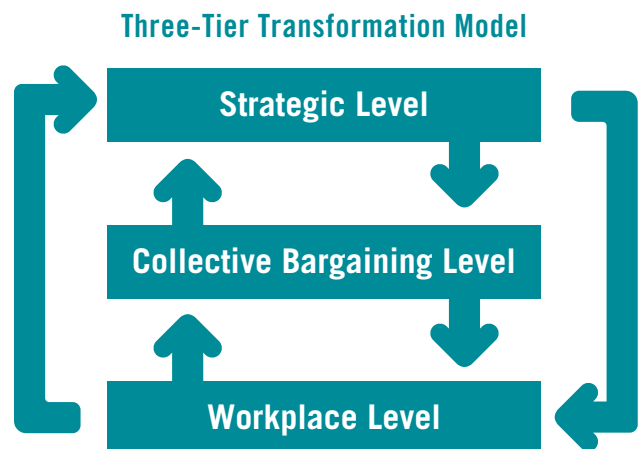 Three-Tier Transformation Model
Strategic Level
Collective Bargaining Level
Workplace Level